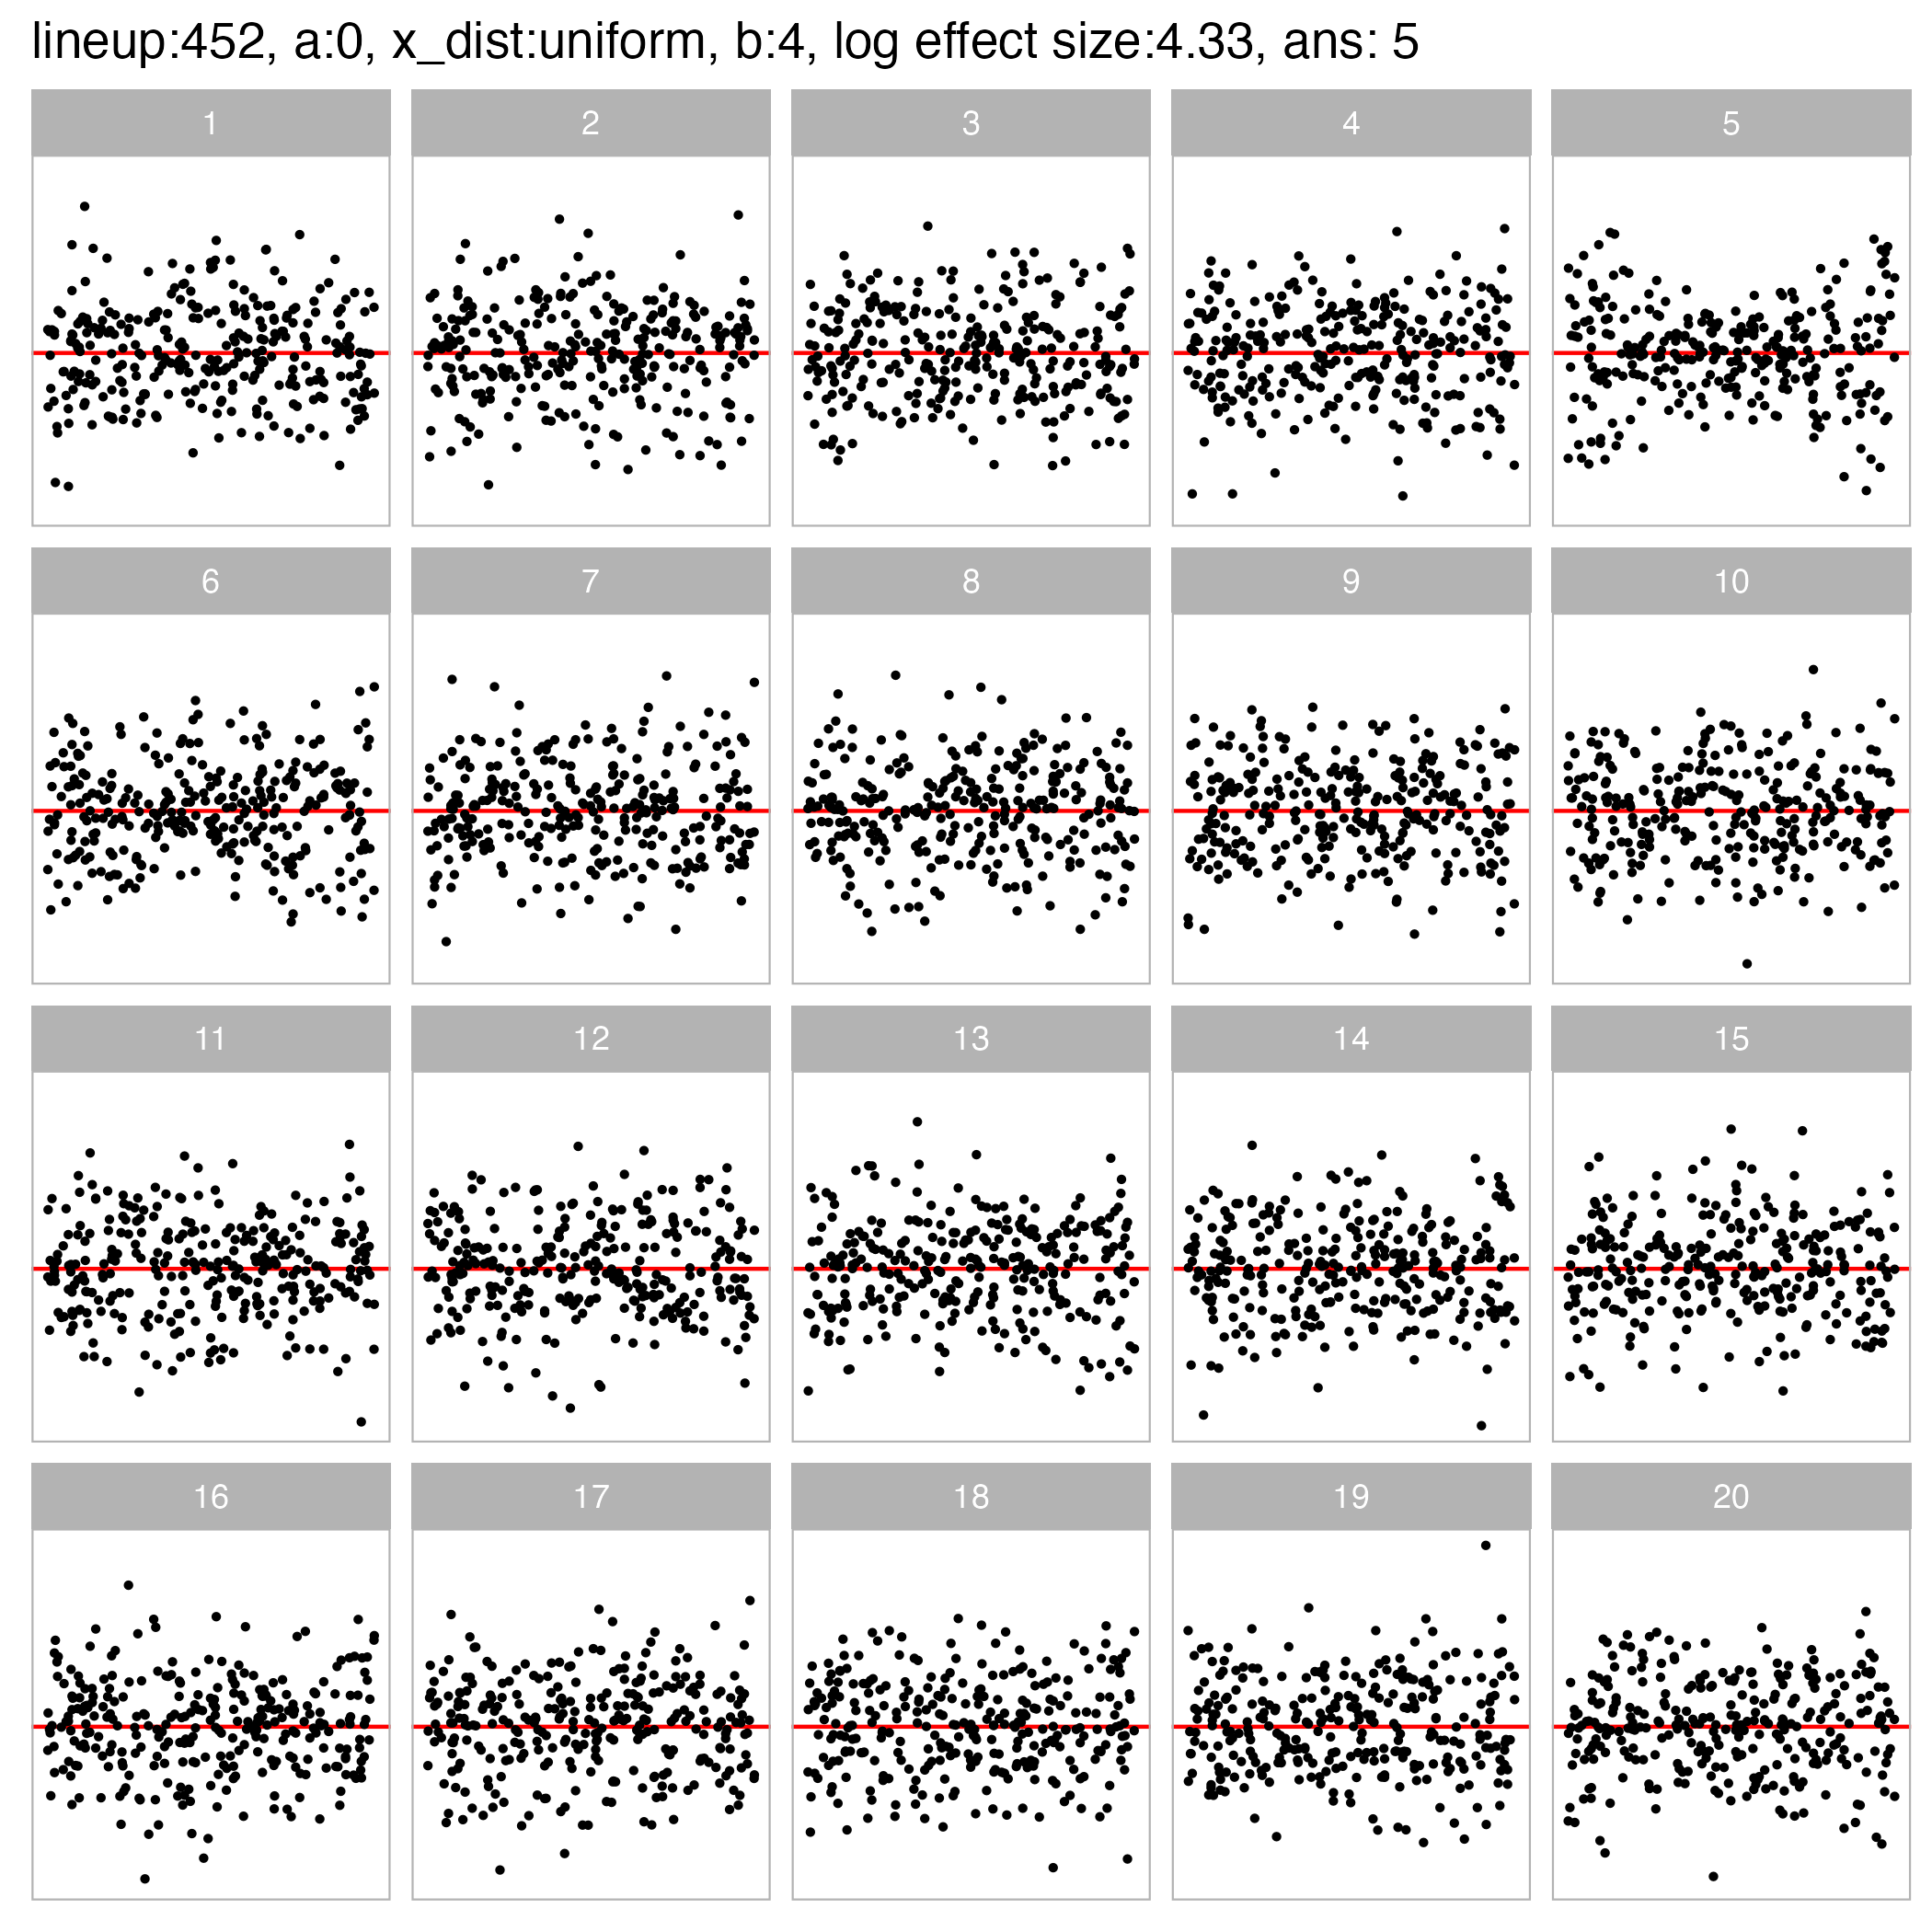 lineup:452, a:0, x_dist:uniform, b:4, log effect size:4.33, ans: 5
1 2 3 4 5
6 7 8 9 10
11 12 13 14 15
16 17 18 19 20